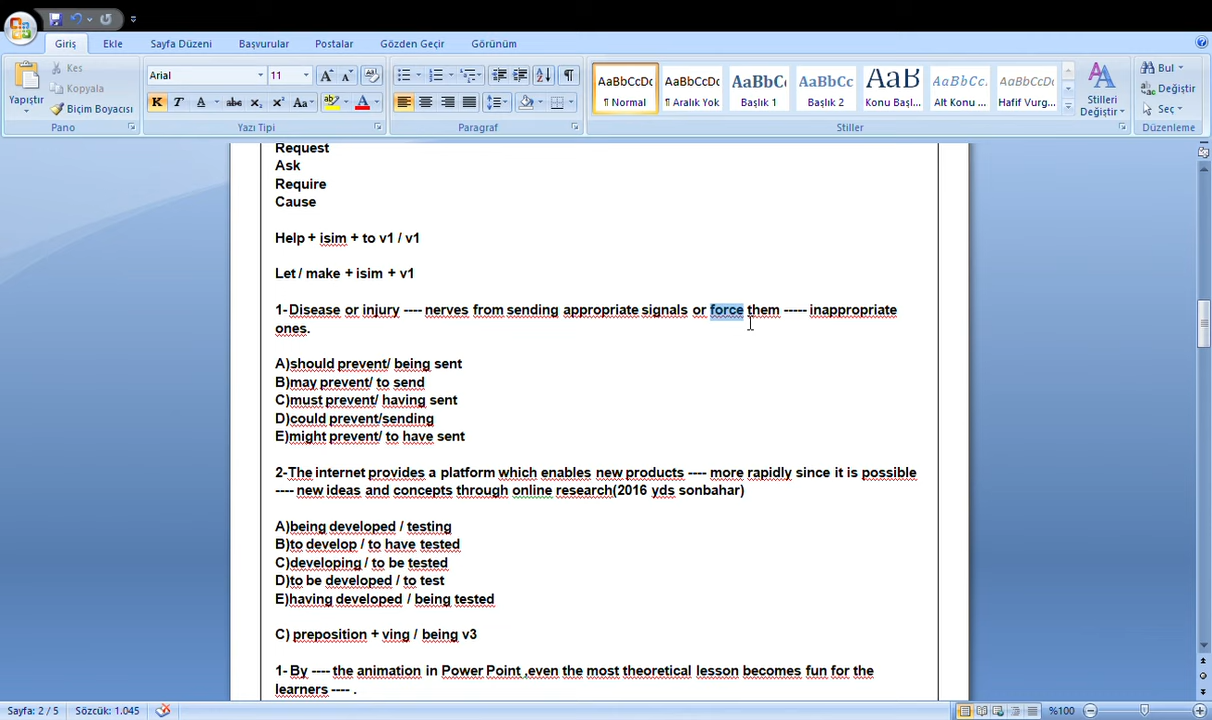 Giriş Ekle Sayfa Düzeni Başvurular Postalar Gözden Geçir Görünüm
Yapıştır
Kes
Kopyala
Biçim Boyacısı
Pano
Arial 11
K T A abc x₂ x² Aa
Yazı Tipi
Paragraf
AaBbCcDc AaBbCcDc AaBbCc AaBbCc AaB AaBbCc. AaBbCcDc
¶ Normal ¶ Aralık Yok Başlık 1 Başlık 2 Konu Başl... Alt Konu ... Hafif Vurg...
Stiller
Stilleri
Değiştir
Bul
Değiştir
Seç
Düzenleme
Request
Ask
Require
Cause
Help + isim + to v1 / v1
Let / make + isim + v1
1- Disease or injury ---- nerves from sending appropriate signals or force them ----- inappropriate
ones.
A)should prevent/ being sent
B)may prevent/ to send
C)must prevent/ having sent
D)could prevent/sending
E)might prevent/ to have sent
2-The internet provides a platform which enables new products ---- more rapidly since it is possible
---- new ideas and concepts through online research(2016 yds sonbahar)
A)being developed / testing
B)to develop / to have tested
C)developing / to be tested
D)to be developed / to test
E)having developed / being tested
C) preposition + ving / being v3
1- By ---- the animation in Power Point ,even the most theoretical lesson becomes fun for the
learners ---- .
Sayfa: 2 / 5 Sözcük: 1.045 %100